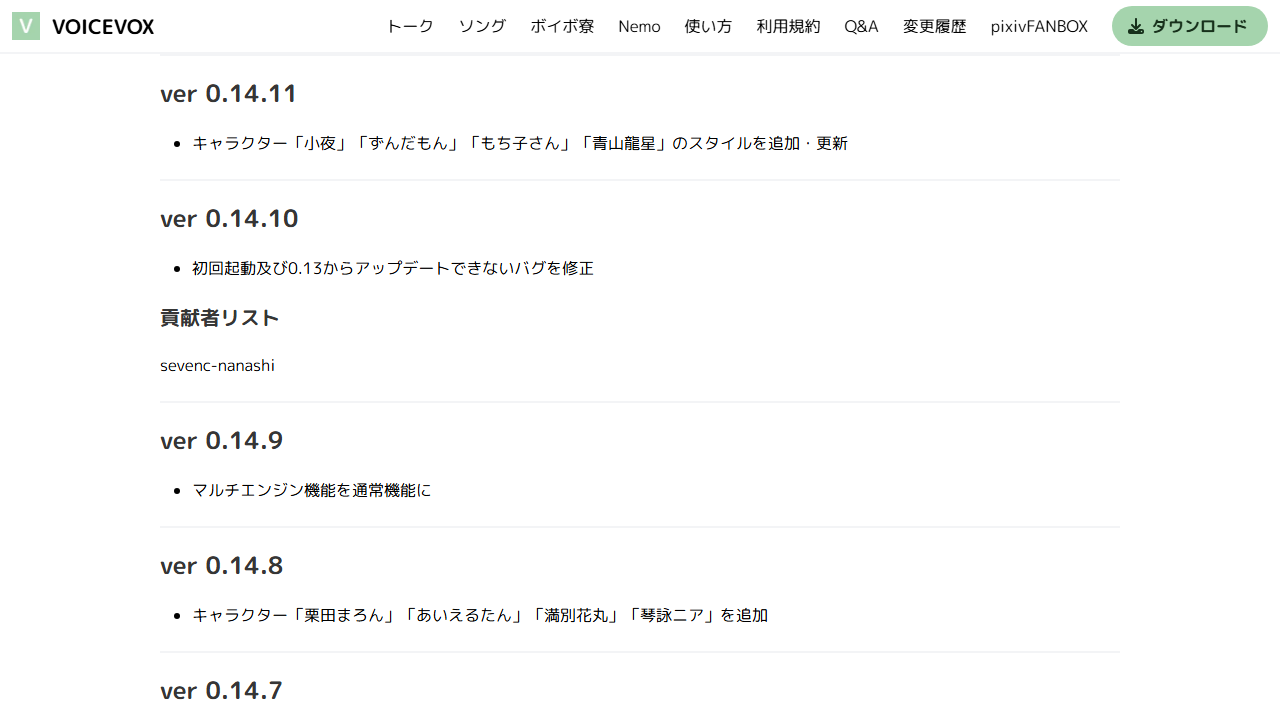 V VOICEVOX トーク ソング ボイボ寮 Nemo 使い方 利用規約 Q&A 変更履歴 pixivFANBOX ダウンロード
ver 0.14.11
キャラクター「小夜」「ずんだもん」「もち子さん」「青山龍星」のスタイルを追加・更新
ver 0.14.10
初回起動及び0.13からアップデートできないバグを修正
貢献者リスト
sevenc-nanashi
ver 0.14.9
マルチエンジン機能を通常機能に
ver 0.14.8
キャラクター「栗田まろん」「あいえるたん」「満別花丸」「琴詠ニア」を追加
ver 0.14.7